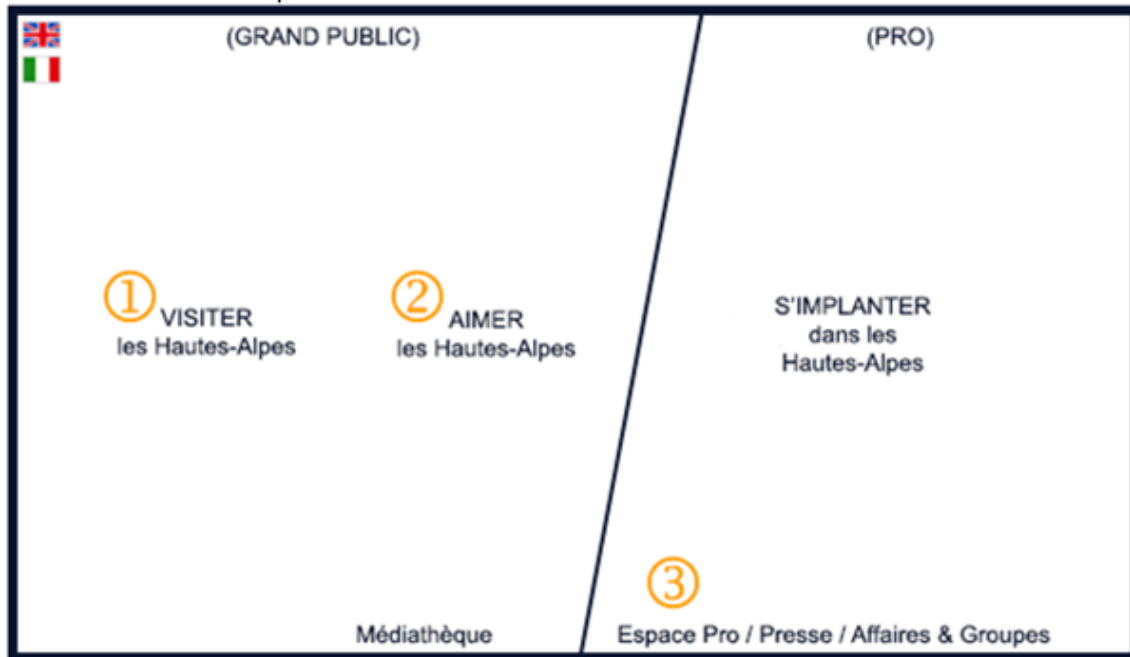 (GRAND PUBLIC)
(PRO)
1
VISITER
les Hautes-Alpes
2
AIMER
les Hautes-Alpes
S'IMPLANTER
dans les
Hautes-Alpes
3
Médiathèque
Espace Pro / Presse / Affaires & Groupes